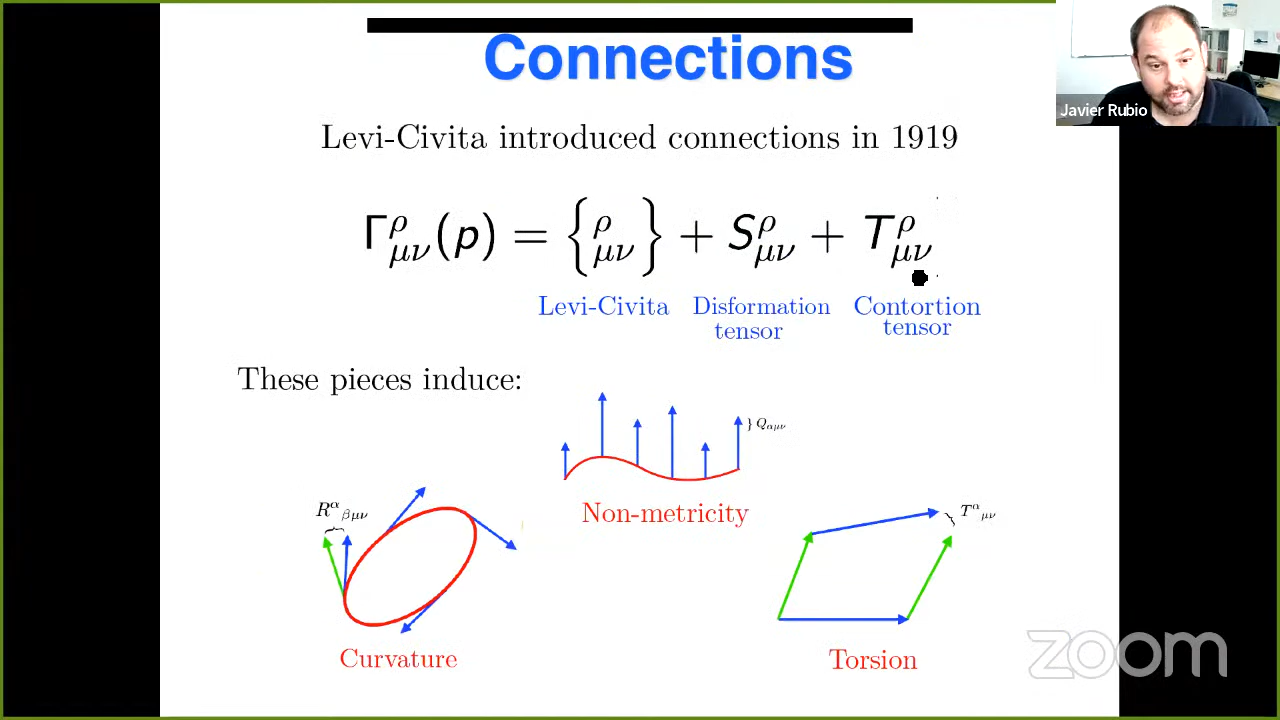 Connections
Javier Rubio
Levi-Civita introduced connections in 1919
Γ^ρ_μν(p) = {^ρ_μν} + S^ρ_μν + T^ρ_μν
Levi-Civita
Disformation
tensor
Contortion
tensor
These pieces induce:
} Q_αμν
Non-metricity
R^α_βμν
Curvature
T^α_μν
Torsion
zoom